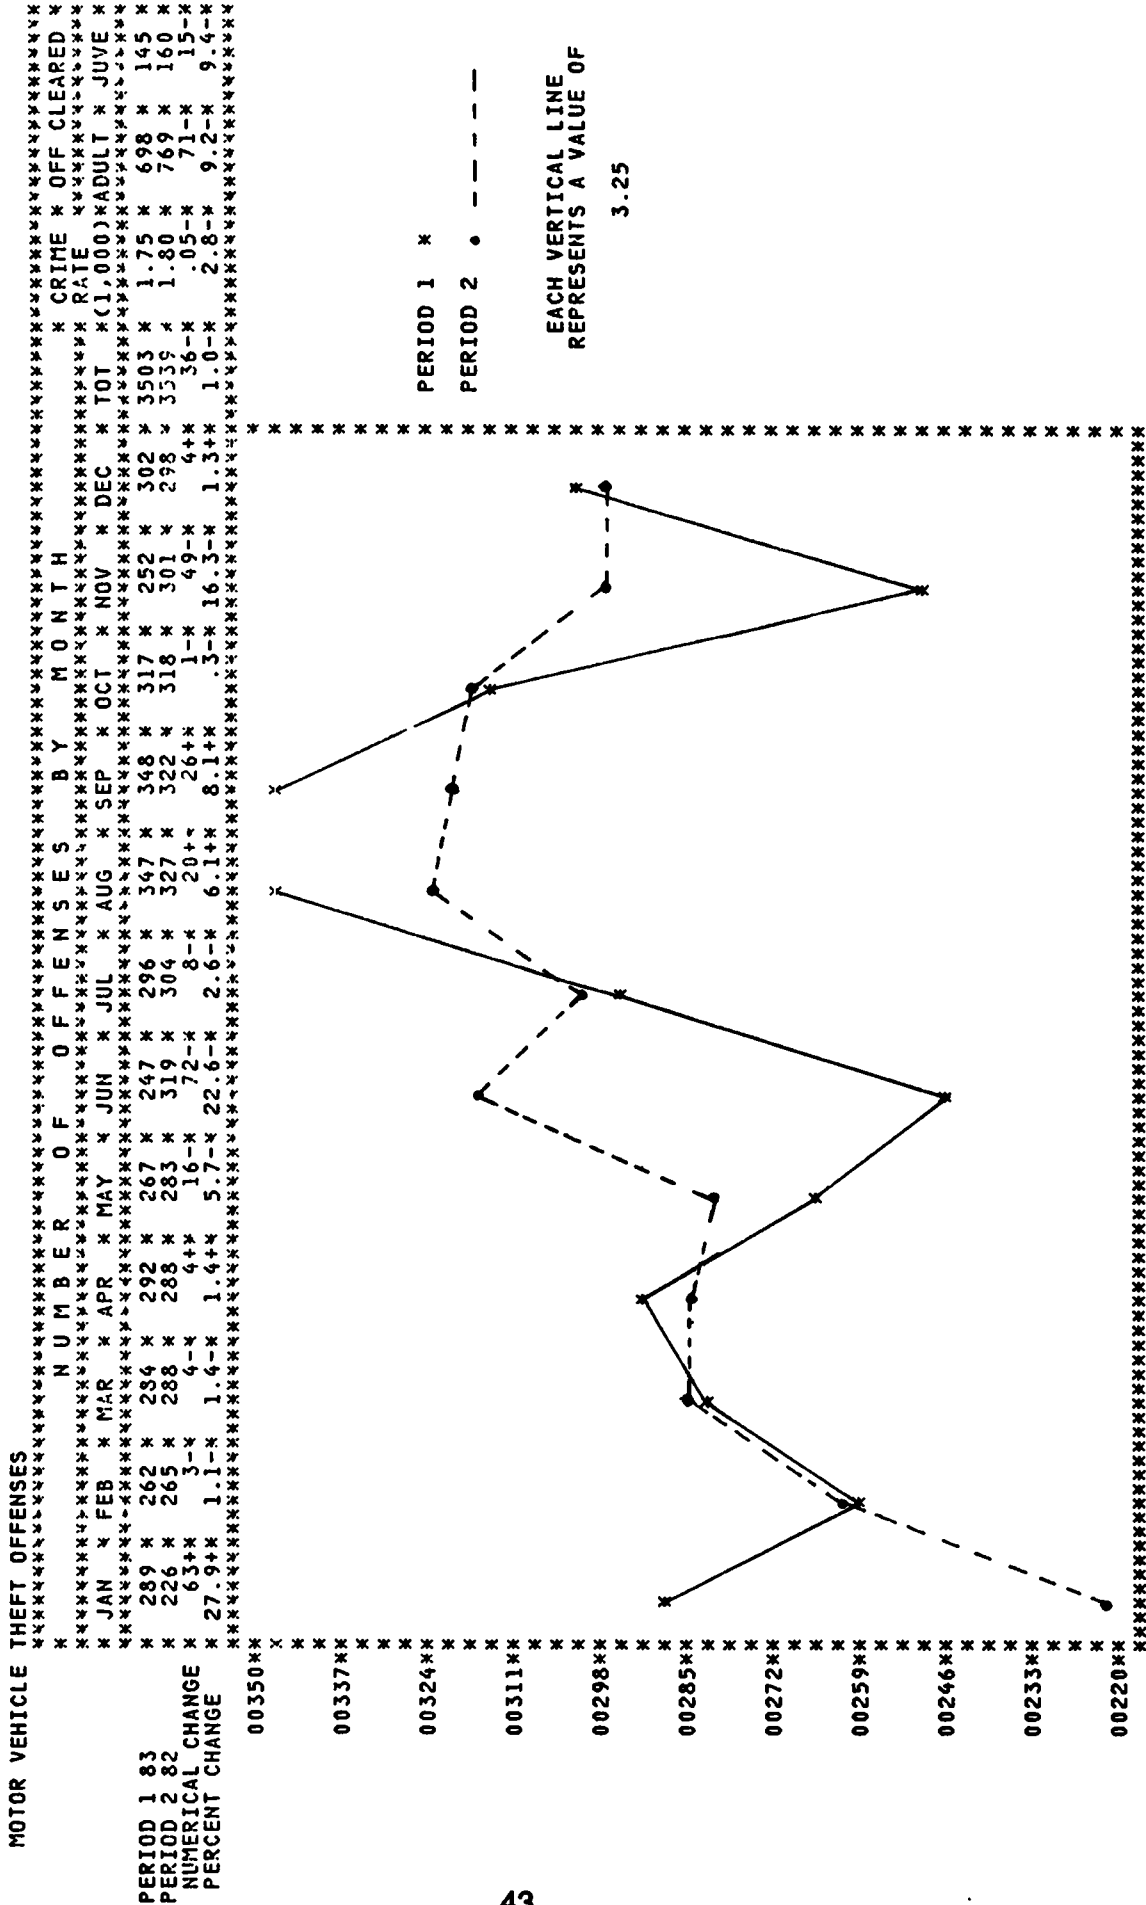 MOTOR VEHICLE THEFT OFFENSES
* N U M B E R O F O F F E N S E S B Y M O N T H * CRIME * OFF CLEARED *
* RATE
* JAN * FEB * MAR * APR * MAY * JUN * JUL * AUG * SEP * OCT * NOV * DEC * TOT *(1,000)*ADULT * JUVE *
PERIOD 1 83 * 289 * 262 * 284 * 292 * 267 * 247 * 296 * 347 * 348 * 317 * 252 * 302 * 3503 * 1.75 * 698 * 145 *
PERIOD 2 82 * 226 * 265 * 288 * 288 * 283 * 319 * 304 * 327 * 322 * 318 * 301 * 298 * 3539 * 1.80 * 769 * 160 *
NUMERICAL CHANGE * 63+* 3-* 4-* 4+* 16-* 72-* 8-* 20+* 26+* 1-* 49-* 4+* 36-* .05-* 71-* 15-*
PERCENT CHANGE * 27.9+* 1.1-* 1.4-* 1.4+* 5.7-* 22.6-* 2.6-* 6.1+* 8.1+* .3-* 16.3-* 1.3+* 1.0-* 2.8-* 9.2-* 9.4-*
00350**
00337**
00324**
00311**
00298**
00285**
00272**
00259**
00246**
00233**
00220**
PERIOD 1 *
PERIOD 2
EACH VERTICAL LINE
REPRESENTS A VALUE OF
3.25
43